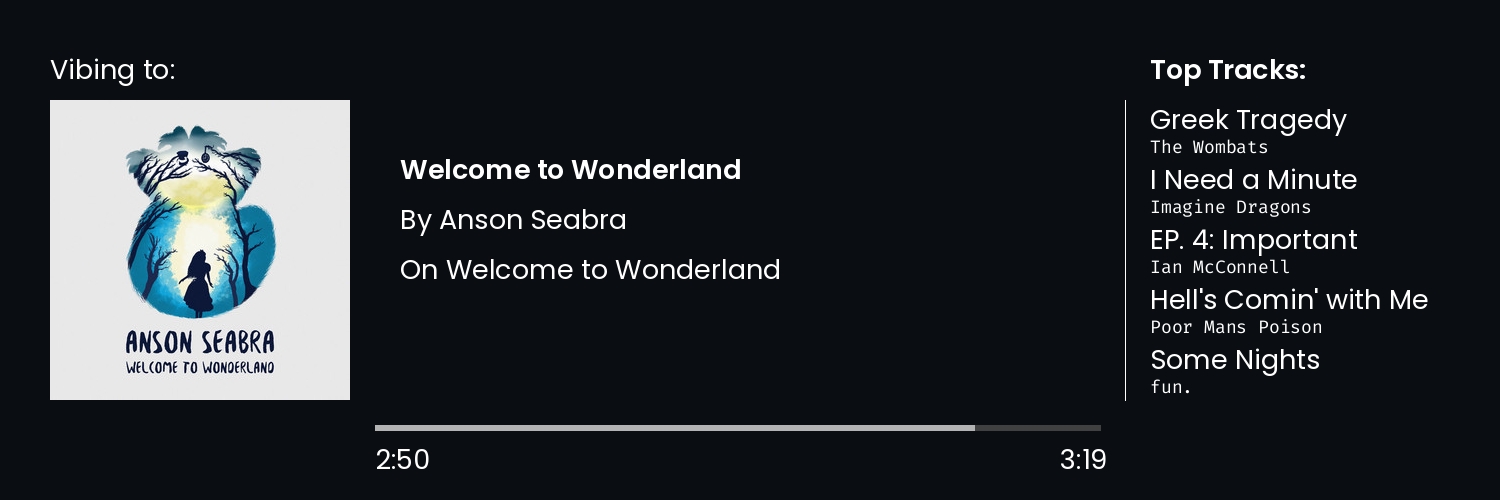 Vibing to:
ANSON SEABRA
WELCOME TO WONDERLAND
Welcome to Wonderland
By Anson Seabra
On Welcome to Wonderland
2:50
3:19
Top Tracks:
Greek Tragedy
The Wombats
I Need a Minute
Imagine Dragons
EP. 4: Important
Ian McConnell
Hell's Comin' with Me
Poor Mans Poison
Some Nights
fun.